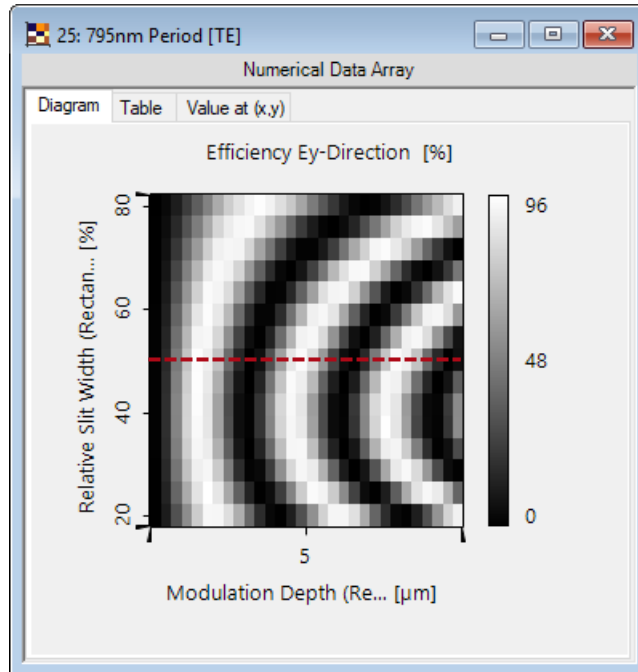 25: 795nm Period [TE]
Numerical Data Array
Diagram Table Value at (x,y)
Efficiency Ey-Direction [%]
Relative Slit Width (Rectan... [%]
80
60
40
20
5
Modulation Depth (Re... [µm]
96
48
0